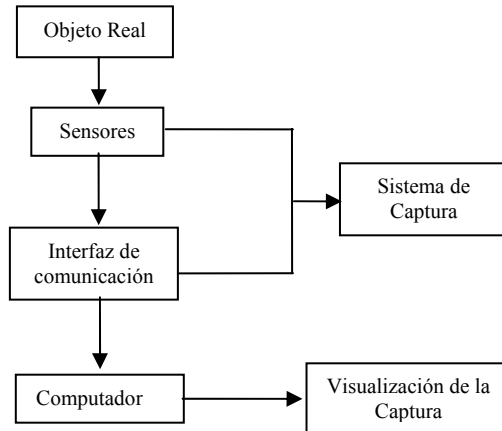 Objeto Real
Sensores
Sistema de
Captura
Interfaz de
comunicación
Computador
Visualización de la
Captura